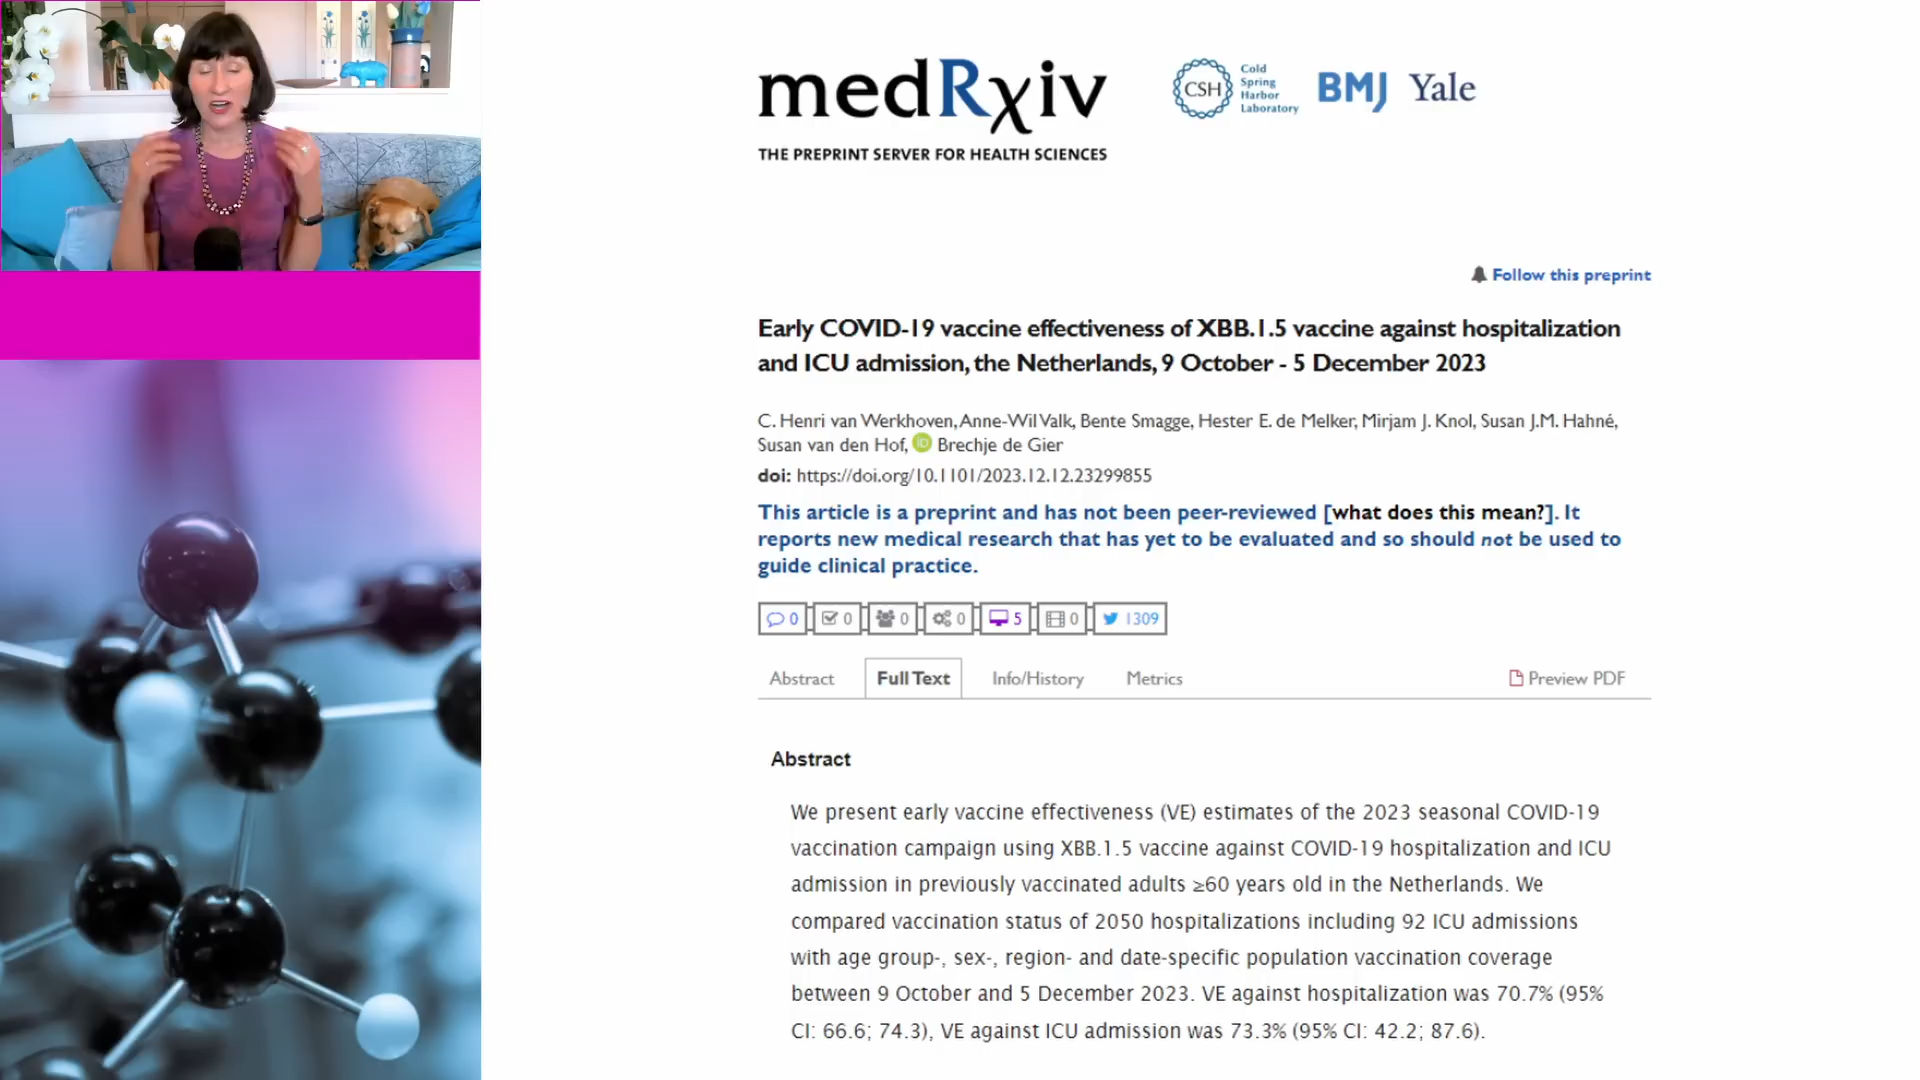 medRχiv
THE PREPRINT SERVER FOR HEALTH SCIENCES
CSH
Cold
Spring
Harbor
Laboratory
BMJ
Yale
Follow this preprint
Early COVID-19 vaccine effectiveness of XBB.1.5 vaccine against hospitalization
and ICU admission, the Netherlands, 9 October - 5 December 2023
C. Henri van Werkhoven, Anne-Wil Valk, Bente Smagge, Hester E. de Melker, Mirjam J. Knol, Susan J.M. Hahné,
Susan van den Hof, iD Brechje de Gier
doi: https://doi.org/10.1101/2023.12.12.23299855
This article is a preprint and has not been peer-reviewed [what does this mean?]. It
reports new medical research that has yet to be evaluated and so should not be used to
guide clinical practice.
0 0 0 0 5 0 1309
Abstract Full Text Info/History Metrics Preview PDF
Abstract
We present early vaccine effectiveness (VE) estimates of the 2023 seasonal COVID-19
vaccination campaign using XBB.1.5 vaccine against COVID-19 hospitalization and ICU
admission in previously vaccinated adults ≥60 years old in the Netherlands. We
compared vaccination status of 2050 hospitalizations including 92 ICU admissions
with age group-, sex-, region- and date-specific population vaccination coverage
between 9 October and 5 December 2023. VE against hospitalization was 70.7% (95%
CI: 66.6; 74.3), VE against ICU admission was 73.3% (95% CI: 42.2; 87.6).